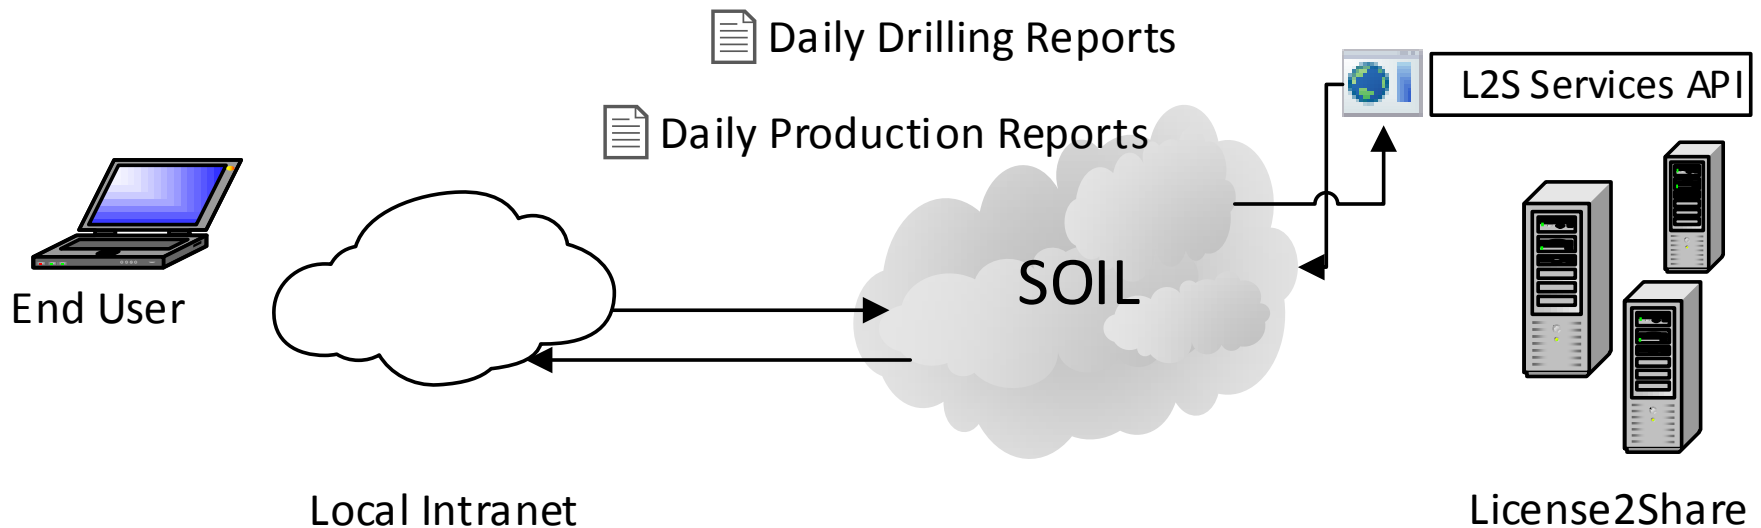 Daily Drilling Reports
L2S Services API
Daily Production Reports
SOIL
End User
Local Intranet
License2Share